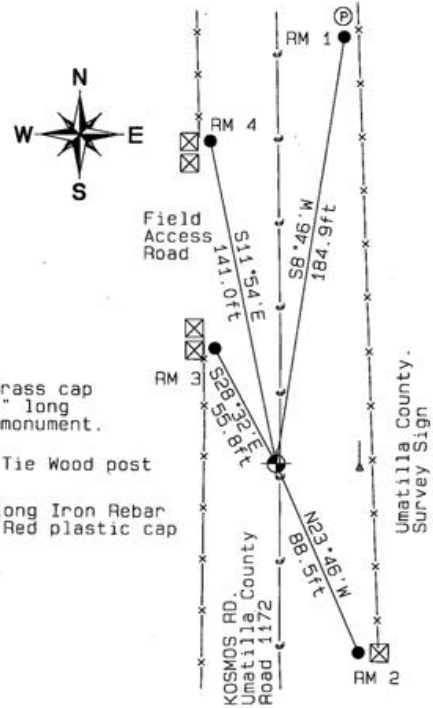 P
RM 1
N
W E
S
RM 4
Field
Access
Road
S11°54'E
141.0ft
S8°46'W
184.9ft
RM 3
S28°32'E
55.8ft
rass cap
" long
monument.
Tie Wood post
ong Iron Rebar
Red plastic cap
N23°46'W
88.5ft
Umatilla County.
Survey Sign
KOSMOS RD.
Umatilla County
Road 1172
RM 2